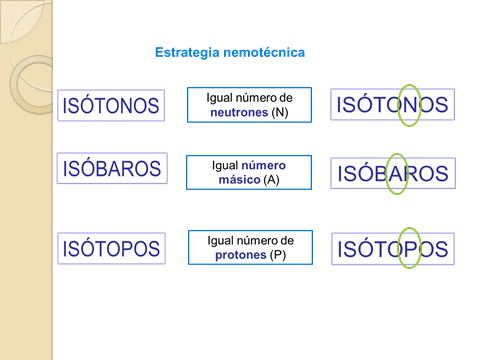 Estrategia nemotécnica
ISÓTONOS
Igual número de
neutrones (N)
ISÓTONOS
ISÓBAROS
Igual número
másico (A)
ISÓBAROS
ISÓTOPOS
Igual número de
protones (P)
ISÓTOPOS